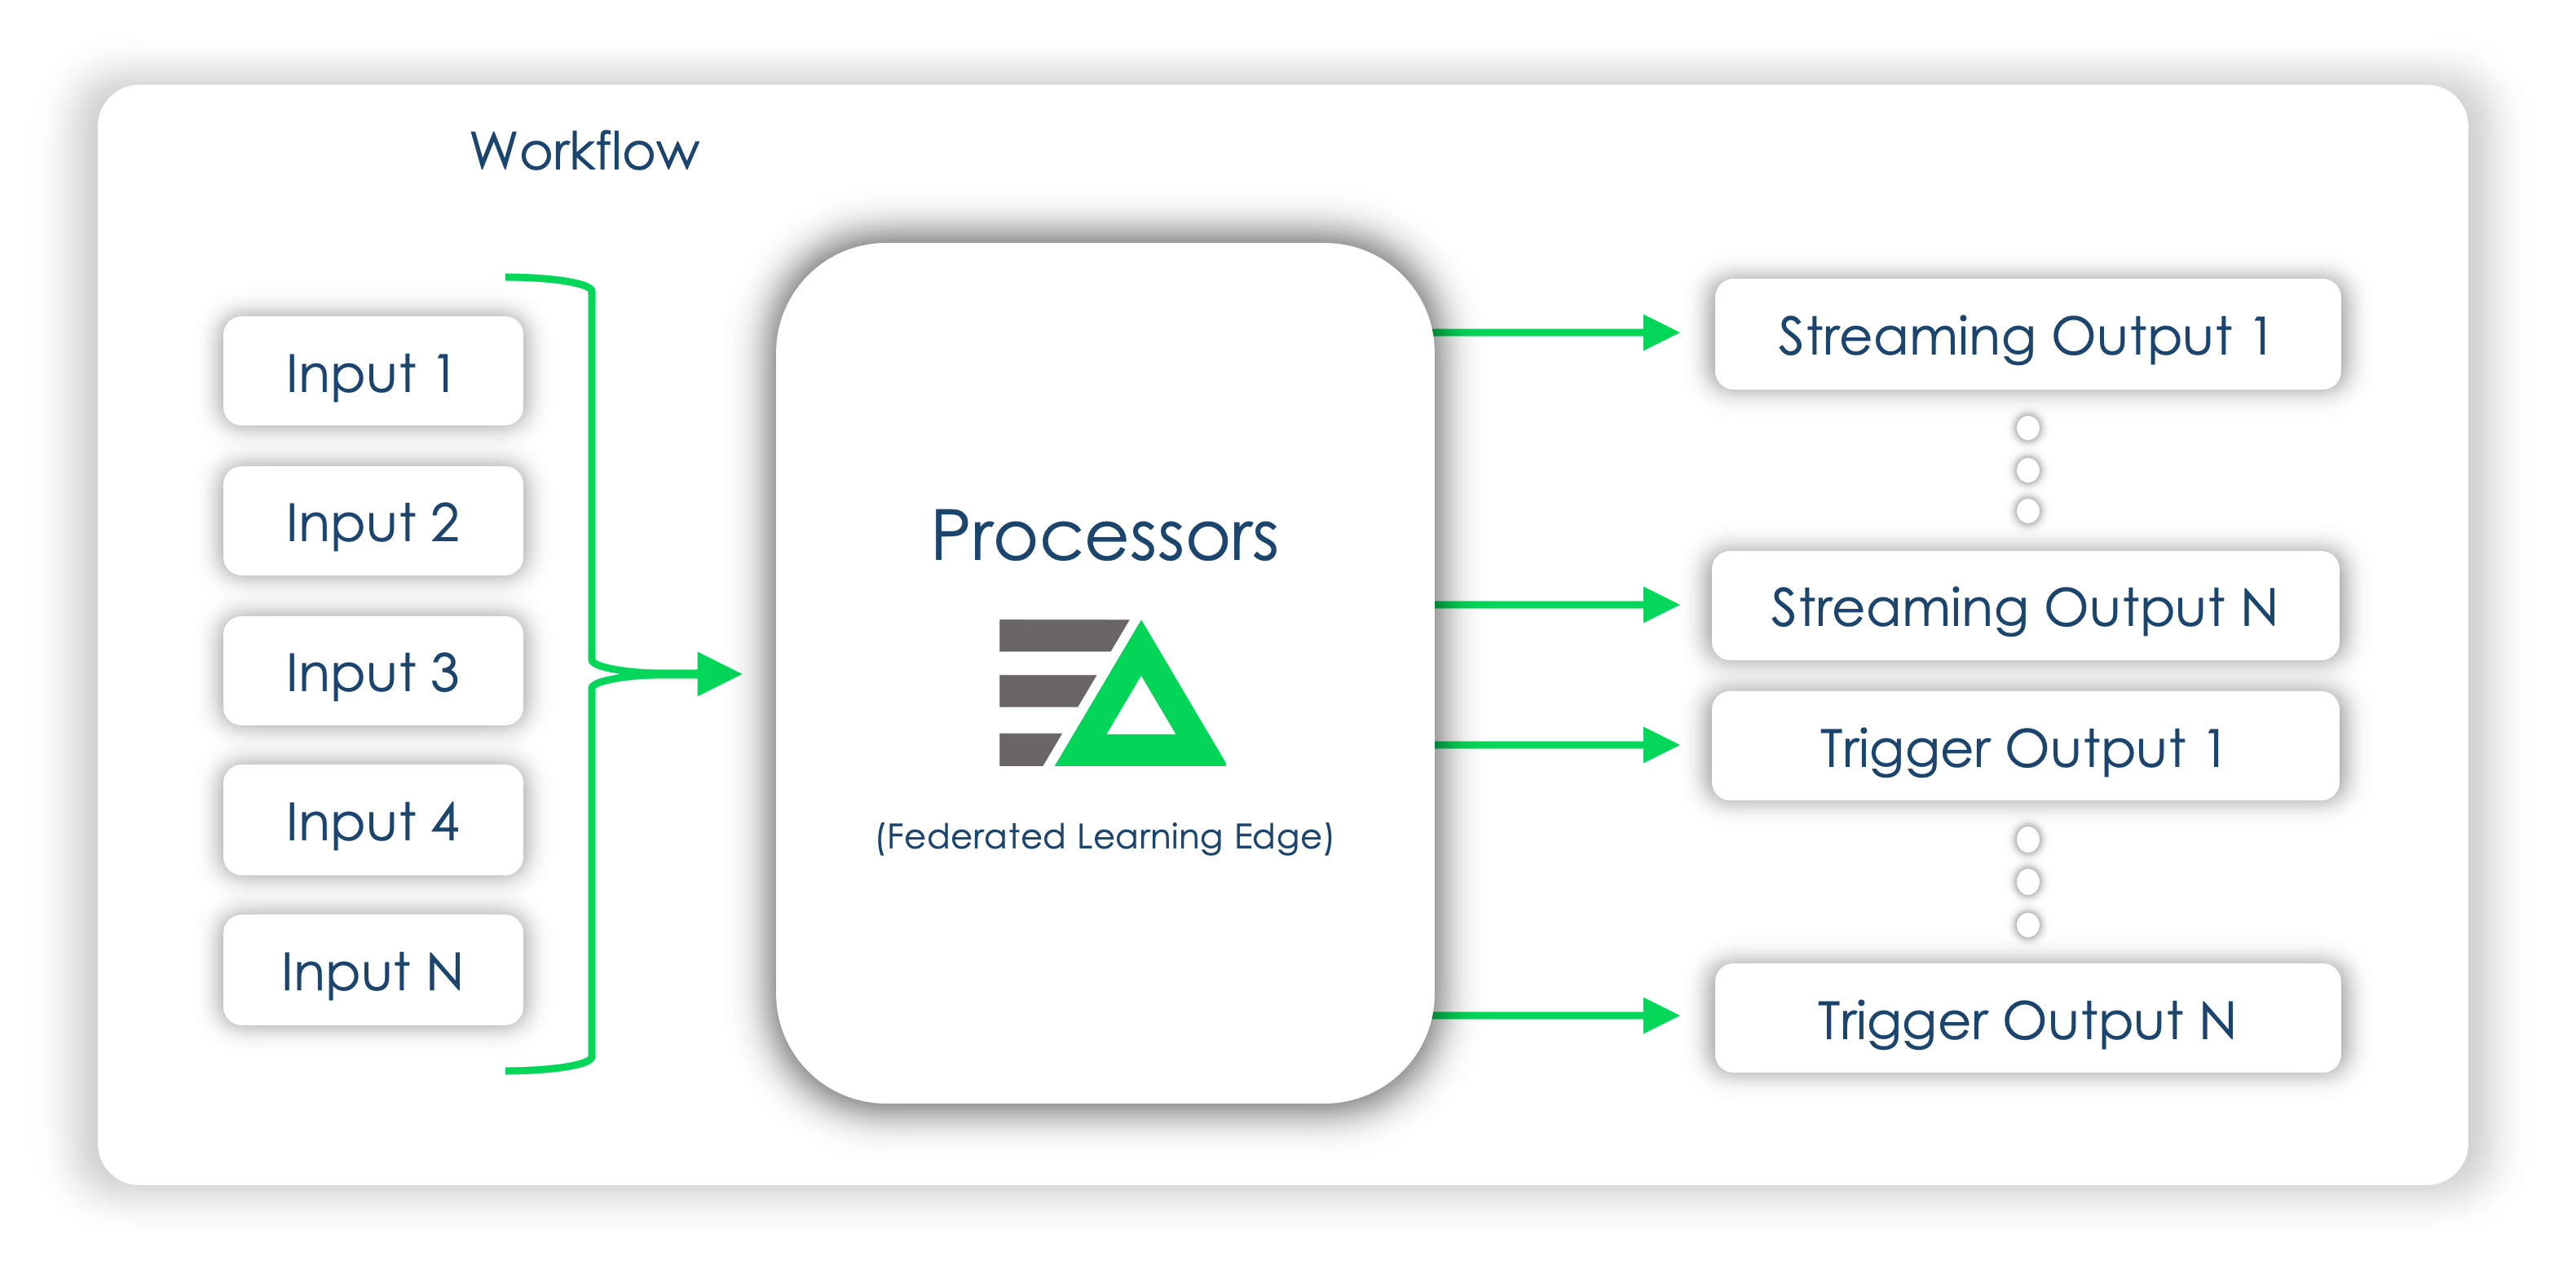 Workflow
Input 1
Input 2
Input 3
Input 4
Input N
Processors
(Federated Learning Edge)
Streaming Output 1
Streaming Output N
Trigger Output 1
Trigger Output N